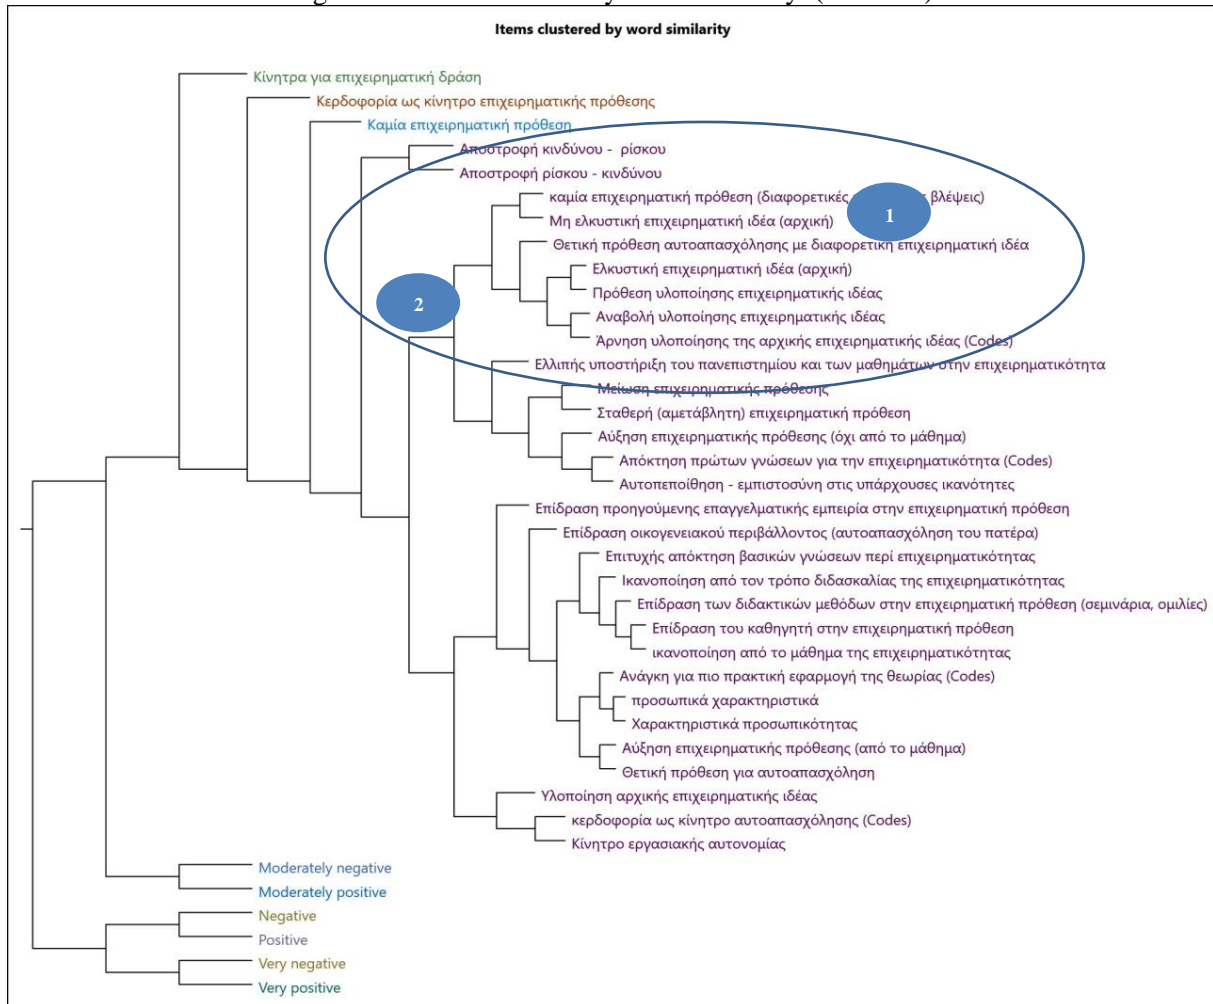 Items clustered by word similarity
Κίνητρα για επιχειρηματική δράση
Κερδοφορία ως κίνητρο επιχειρηματικής πρόθεσης
Καμία επιχειρηματική πρόθεση
Αποστροφή κινδύνου - ρίσκου
Αποστροφή ρίσκου - κινδύνου
καμία επιχειρηματική πρόθεση (διαφορετικές βλέψεις)
1
Μη ελκυστική επιχειρηματική ιδέα (αρχική)
Θετική πρόθεση αυτοαπασχόλησης με διαφορετική επιχειρηματική ιδέα
Ελκυστική επιχειρηματική ιδέα (αρχική)
Πρόθεση υλοποίησης επιχειρηματικής ιδέας
2
Αναβολή υλοποίησης επιχειρηματικής ιδέας
Άρνηση υλοποίησης της αρχικής επιχειρηματικής ιδέας (Codes)
Ελλιπής υποστήριξη του πανεπιστημίου και των μαθημάτων στην επιχειρηματικότητα
Μείωση επιχειρηματικής πρόθεσης
Σταθερή (αμετάβλητη) επιχειρηματική πρόθεση
Αύξηση επιχειρηματικής πρόθεσης (όχι από το μάθημα)
Απόκτηση πρώτων γνώσεων για την επιχειρηματικότητα (Codes)
Αυτοπεποίθηση - εμπιστοσύνη στις υπάρχουσες ικανότητες
Επίδραση προηγούμενης επαγγελματικής εμπειρία στην επιχειρηματική πρόθεση
Επίδραση οικογενειακού περιβάλλοντος (αυτοαπασχόληση του πατέρα)
Επιτυχής απόκτηση βασικών γνώσεων περί επιχειρηματικότητας
Ικανοποίηση από τον τρόπο διδασκαλίας της επιχειρηματικότητας
Επίδραση των διδακτικών μεθόδων στην επιχειρηματική πρόθεση (σεμινάρια, ομιλίες)
Επίδραση του καθηγητή στην επιχειρηματική πρόθεση
ικανοποίηση από το μάθημα της επιχειρηματικότητας
Ανάγκη για πιο πρακτική εφαρμογή της θεωρίας (Codes)
προσωπικά χαρακτηριστικά
Χαρακτηριστικά προσωπικότητας
Αύξηση επιχειρηματικής πρόθεσης (από το μάθημα)
Θετική πρόθεση για αυτοαπασχόληση
Υλοποίηση αρχικής επιχειρηματικής ιδέας
κερδοφορία ως κίνητρο αυτοαπασχόλησης (Codes)
Κίνητρο εργασιακής αυτονομίας
Moderately negative
Moderately positive
Negative
Positive
Very negative
Very positive